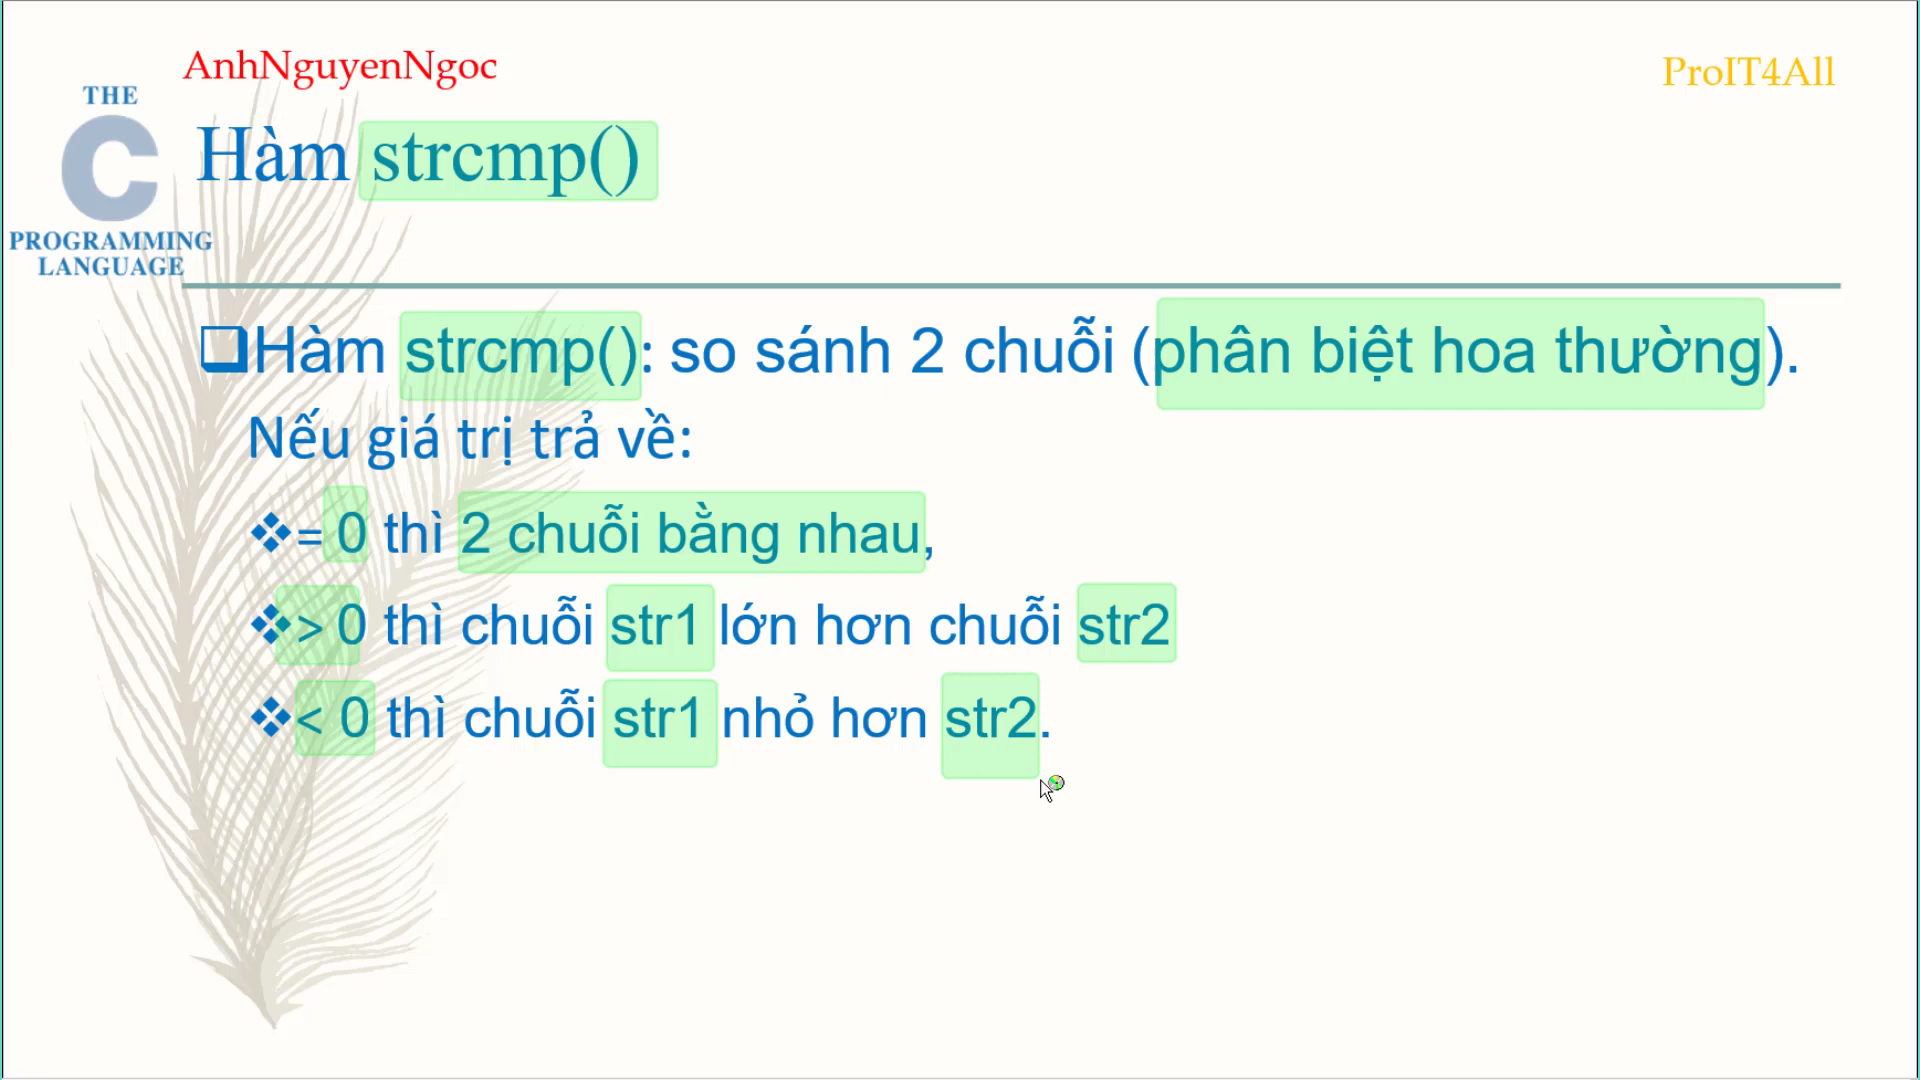 AnhNguyenNgoc
ProIT4All
THE
C
PROGRAMMING
LANGUAGE
Hàm strcmp()
❑Hàm strcmp(): so sánh 2 chuỗi (phân biệt hoa thường).
Nếu giá trị trả về:
❖= 0 thì 2 chuỗi bằng nhau,
❖> 0 thì chuỗi str1 lớn hơn chuỗi str2
❖< 0 thì chuỗi str1 nhỏ hơn str2.